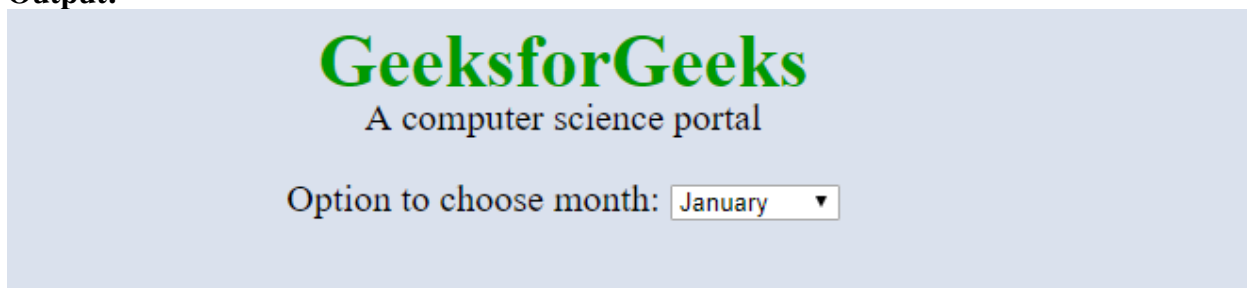 Output:
GeeksforGeeks
A computer science portal
Option to choose month: January